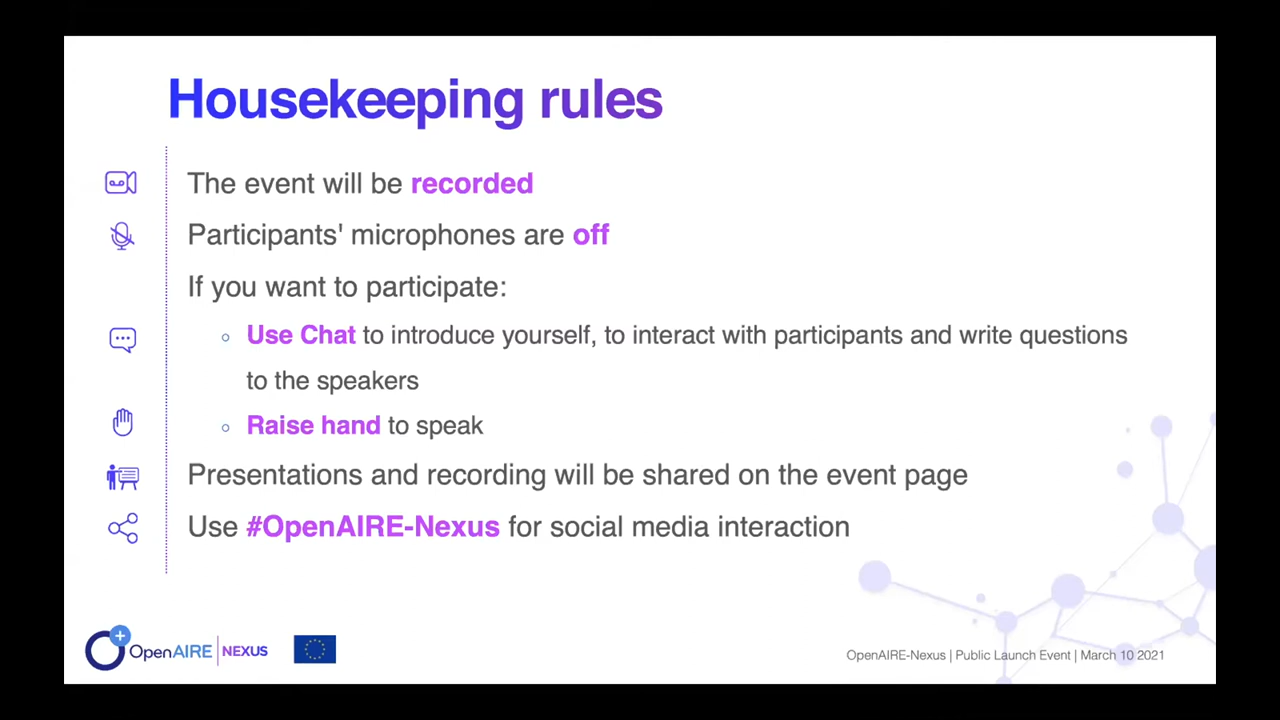 Housekeeping rules
The event will be recorded
Participants' microphones are off
If you want to participate:
Use Chat to introduce yourself, to interact with participants and write questions
to the speakers
Raise hand to speak
Presentations and recording will be shared on the event page
Use #OpenAIRE-Nexus for social media interaction
OpenAIRE NEXUS
OpenAIRE-Nexus | Public Launch Event | March 10 2021